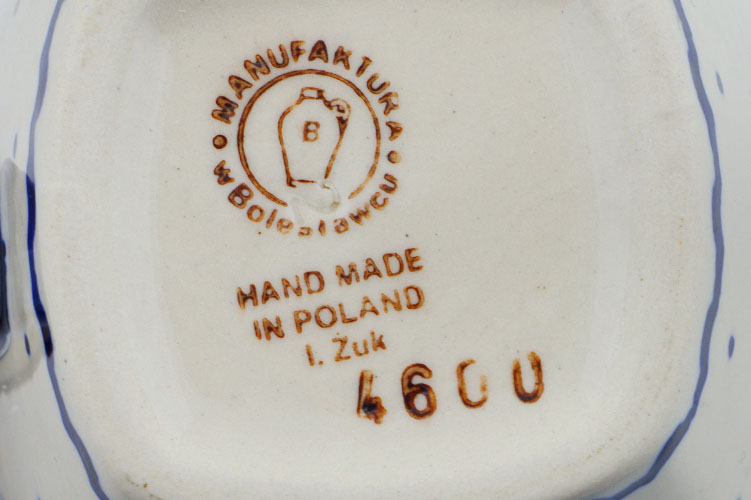 MANUFAKTURA
w Bolesławcu
B
HAND MADE
IN POLAND
I. Żuk
4600